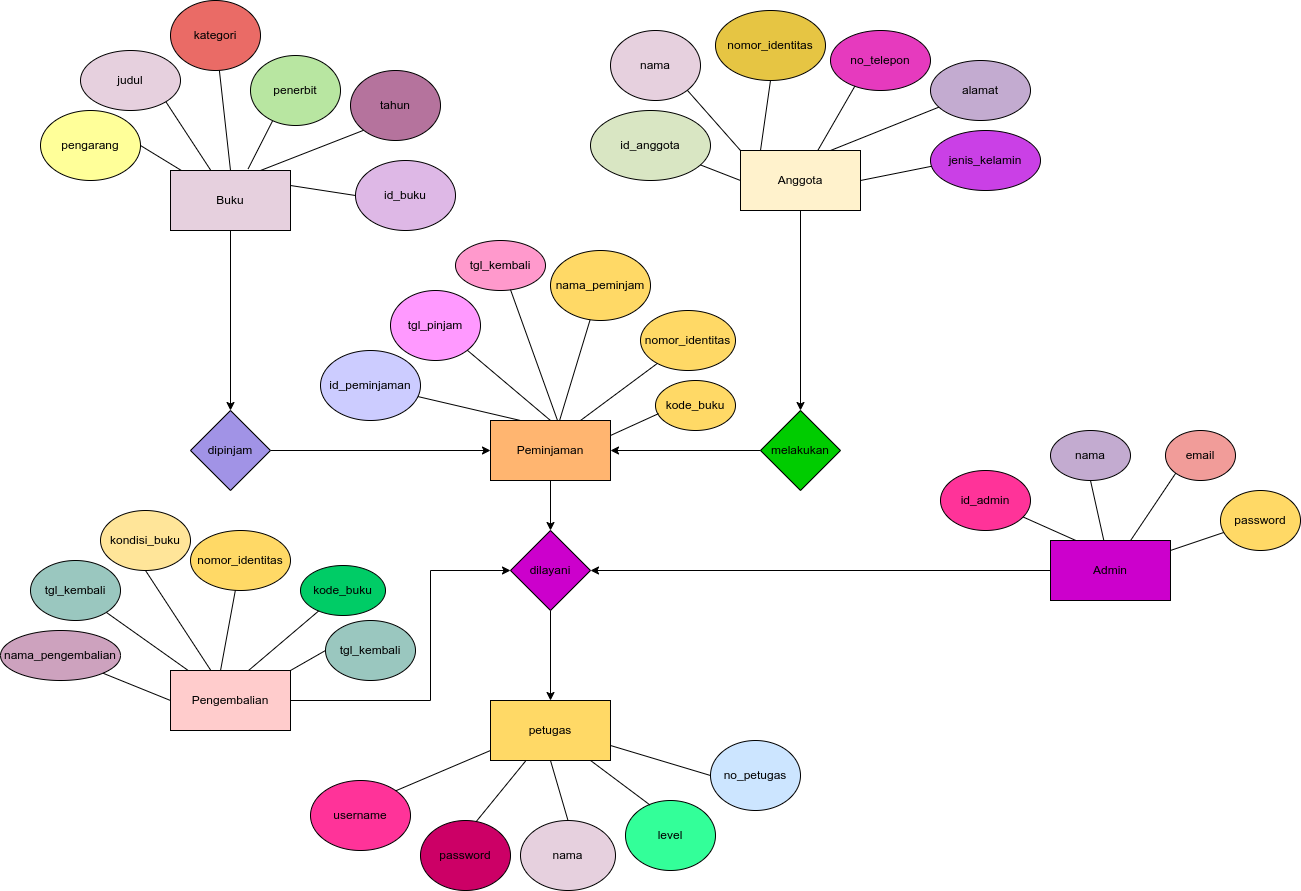 kategori
judul
penerbit
tahun
pengarang
id_buku
Buku
nama
nomor_identitas
no_telepon
alamat
id_anggota
jenis_kelamin
Anggota
tgl_kembali
nama_peminjam
tgl_pinjam
nomor_identitas
id_peminjaman
kode_buku
dipinjam
Peminjaman
melakukan
nama
email
id_admin
password
Admin
dilayani
kondisi_buku
nomor_identitas
tgl_kembali
kode_buku
nama_pengembalian
tgl_kembali
Pengembalian
petugas
no_petugas
username
level
password
nama